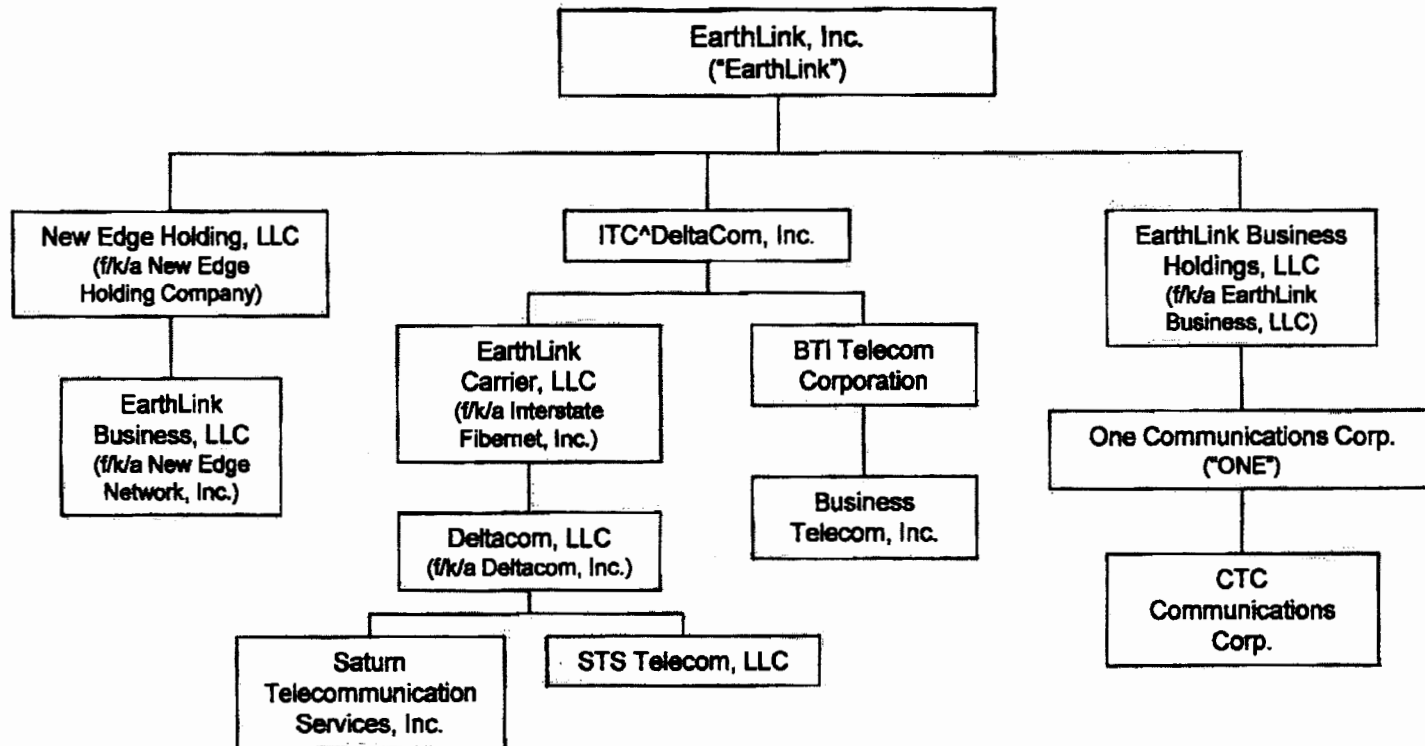 EarthLink, Inc.
("EarthLink")
New Edge Holding, LLC
(f/k/a New Edge
Holding Company)
ITC^DeltaCom, Inc.
EarthLink Business
Holdings, LLC
(f/k/a EarthLink
Business, LLC)
EarthLink
Business, LLC
(f/k/a New Edge
Network, Inc.)
EarthLink
Carrier, LLC
(f/k/a Interstate
Fibernet, Inc.)
BTI Telecom
Corporation
One Communications Corp.
("ONE")
Deltacom, LLC
(f/k/a Deltacom, Inc.)
Business
Telecom, Inc.
CTC
Communications
Corp.
Saturn
Telecommunication
Services, Inc.
STS Telecom, LLC